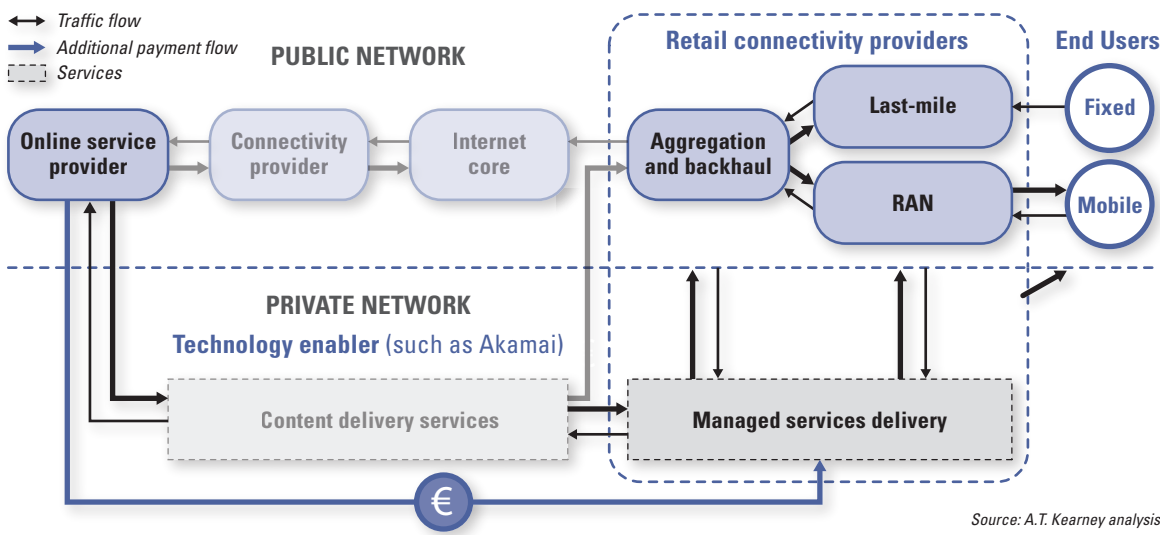 Traffic flow
Additional payment flow
Services
PUBLIC NETWORK
Retail connectivity providers
End Users
Online service
provider
Connectivity
provider
Internet
core
Aggregation
and backhaul
Last-mile
RAN
Fixed
Mobile
PRIVATE NETWORK
Technology enabler (such as Akamai)
Content delivery services
Managed services delivery
€
Source: A.T. Kearney analysis